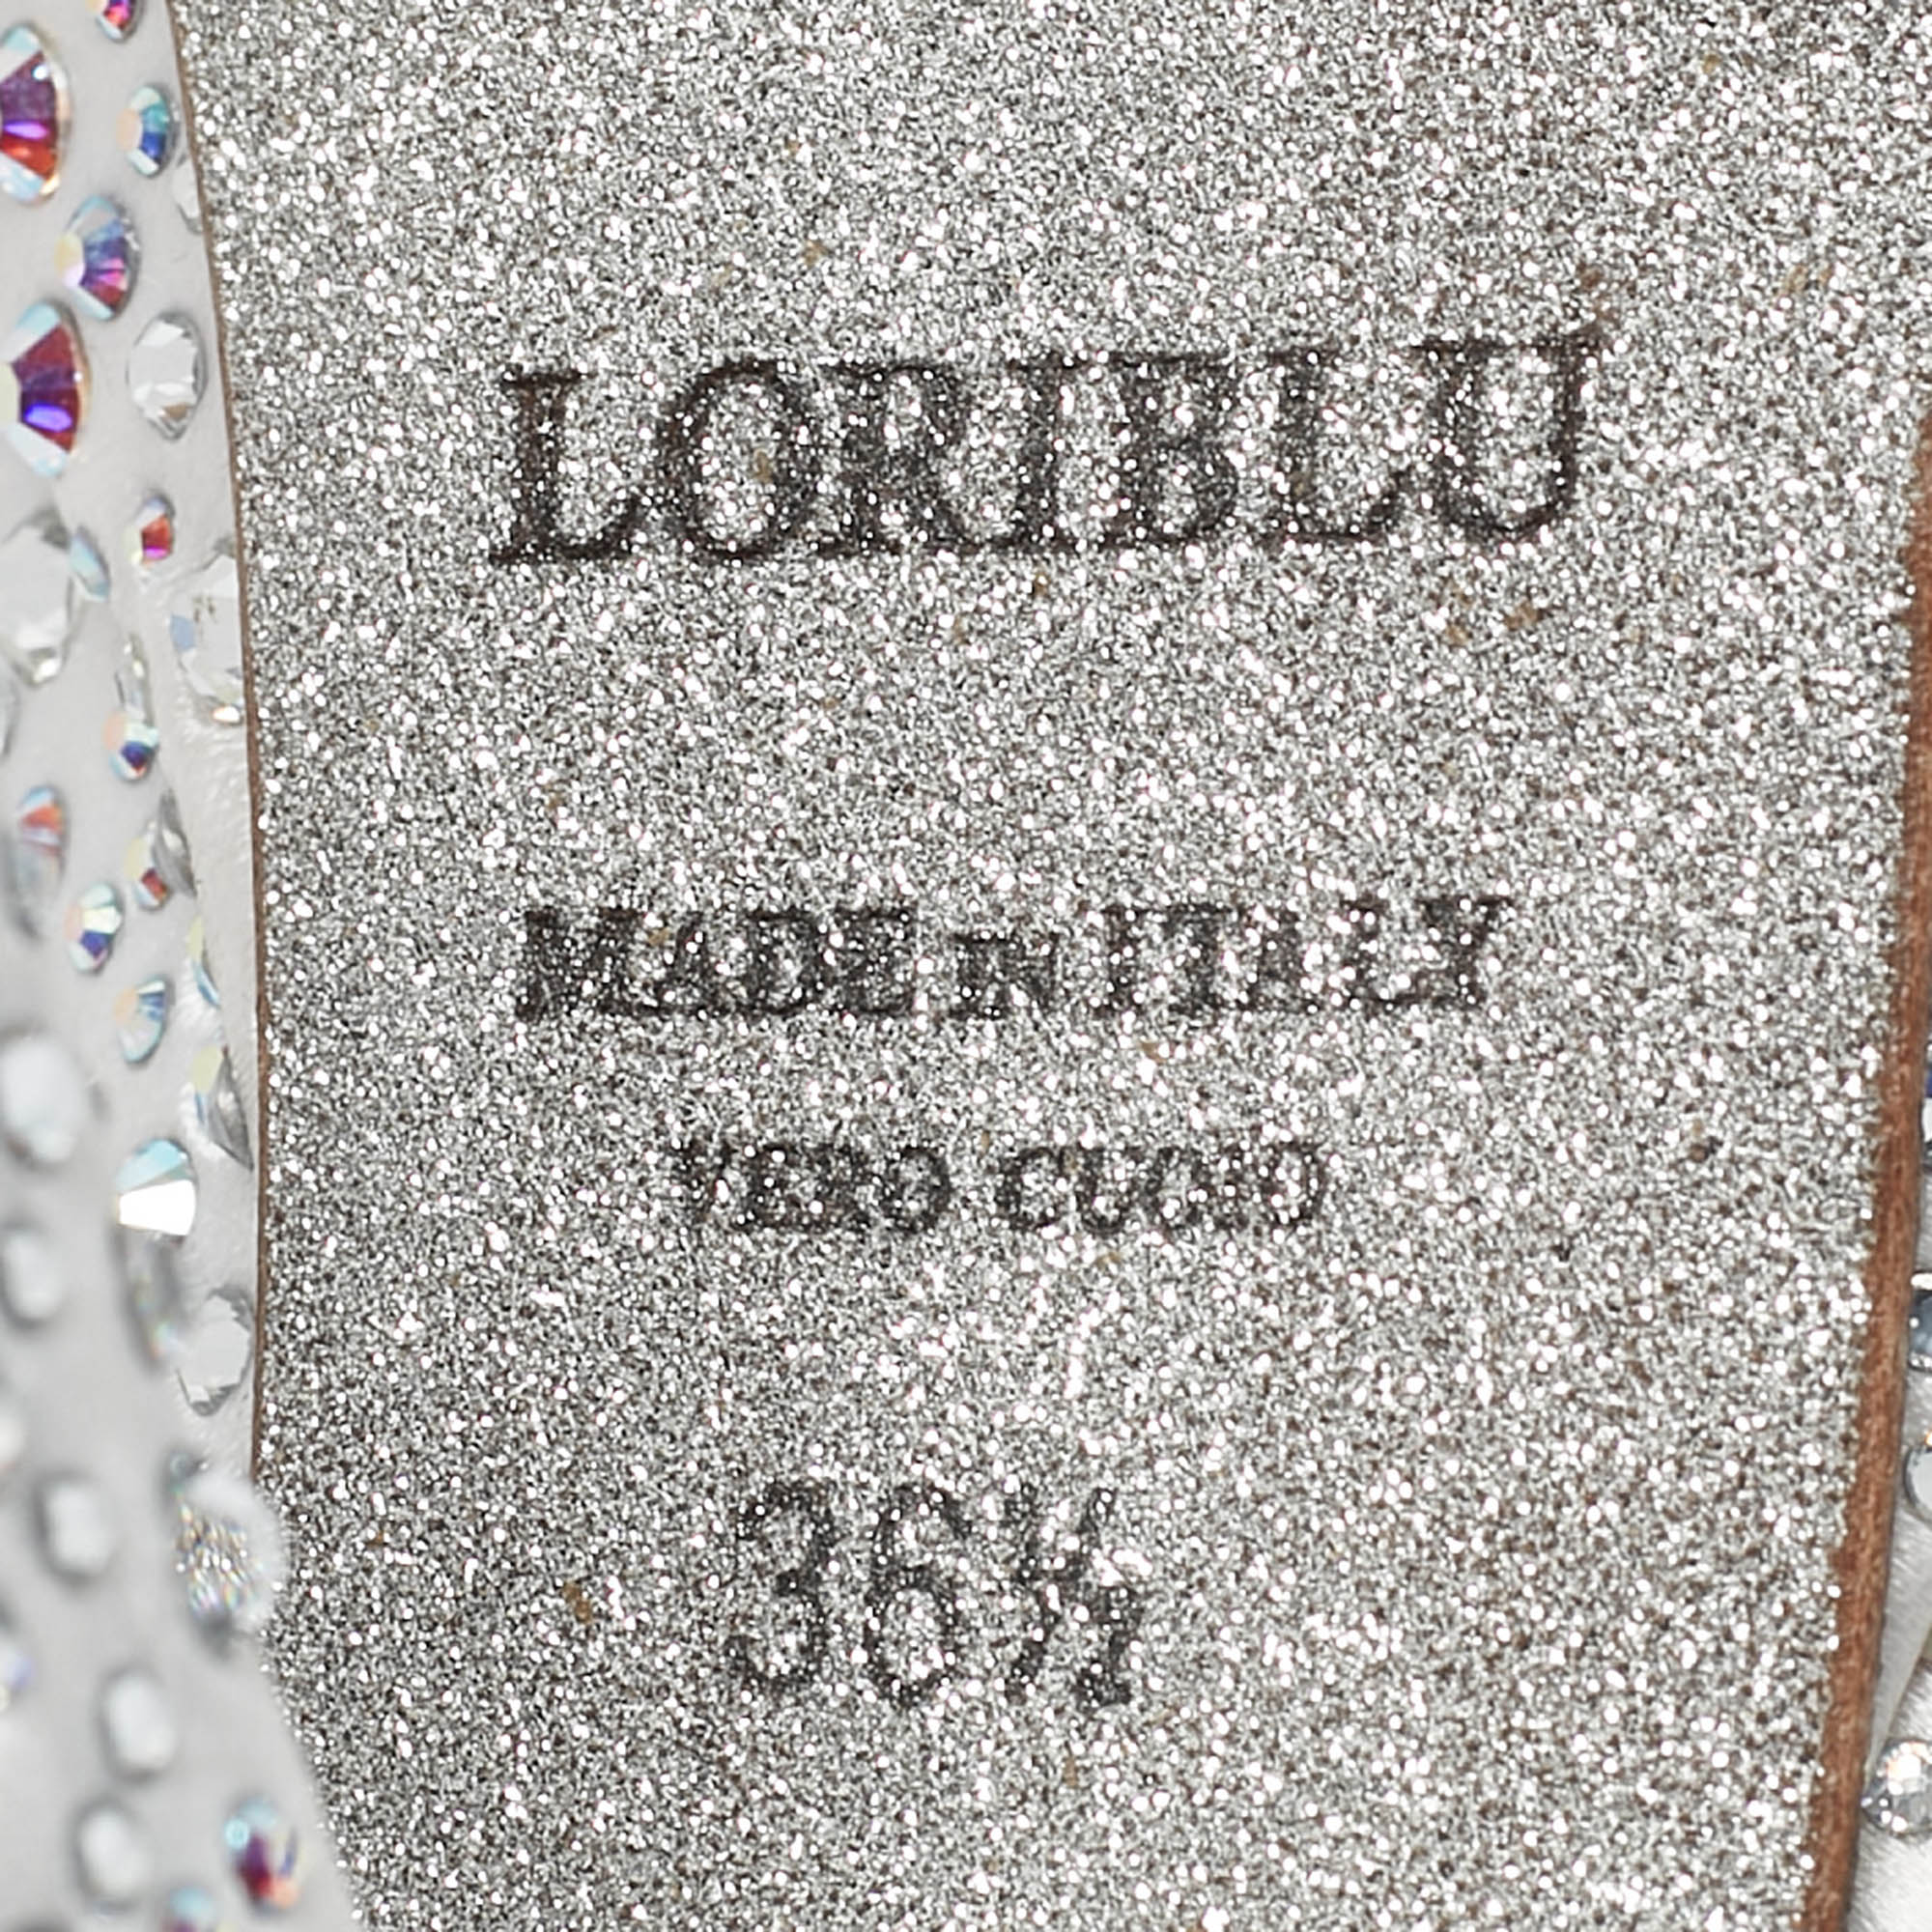 LORIBLU
MADE IN ITALY
VERO CUOIO
36½